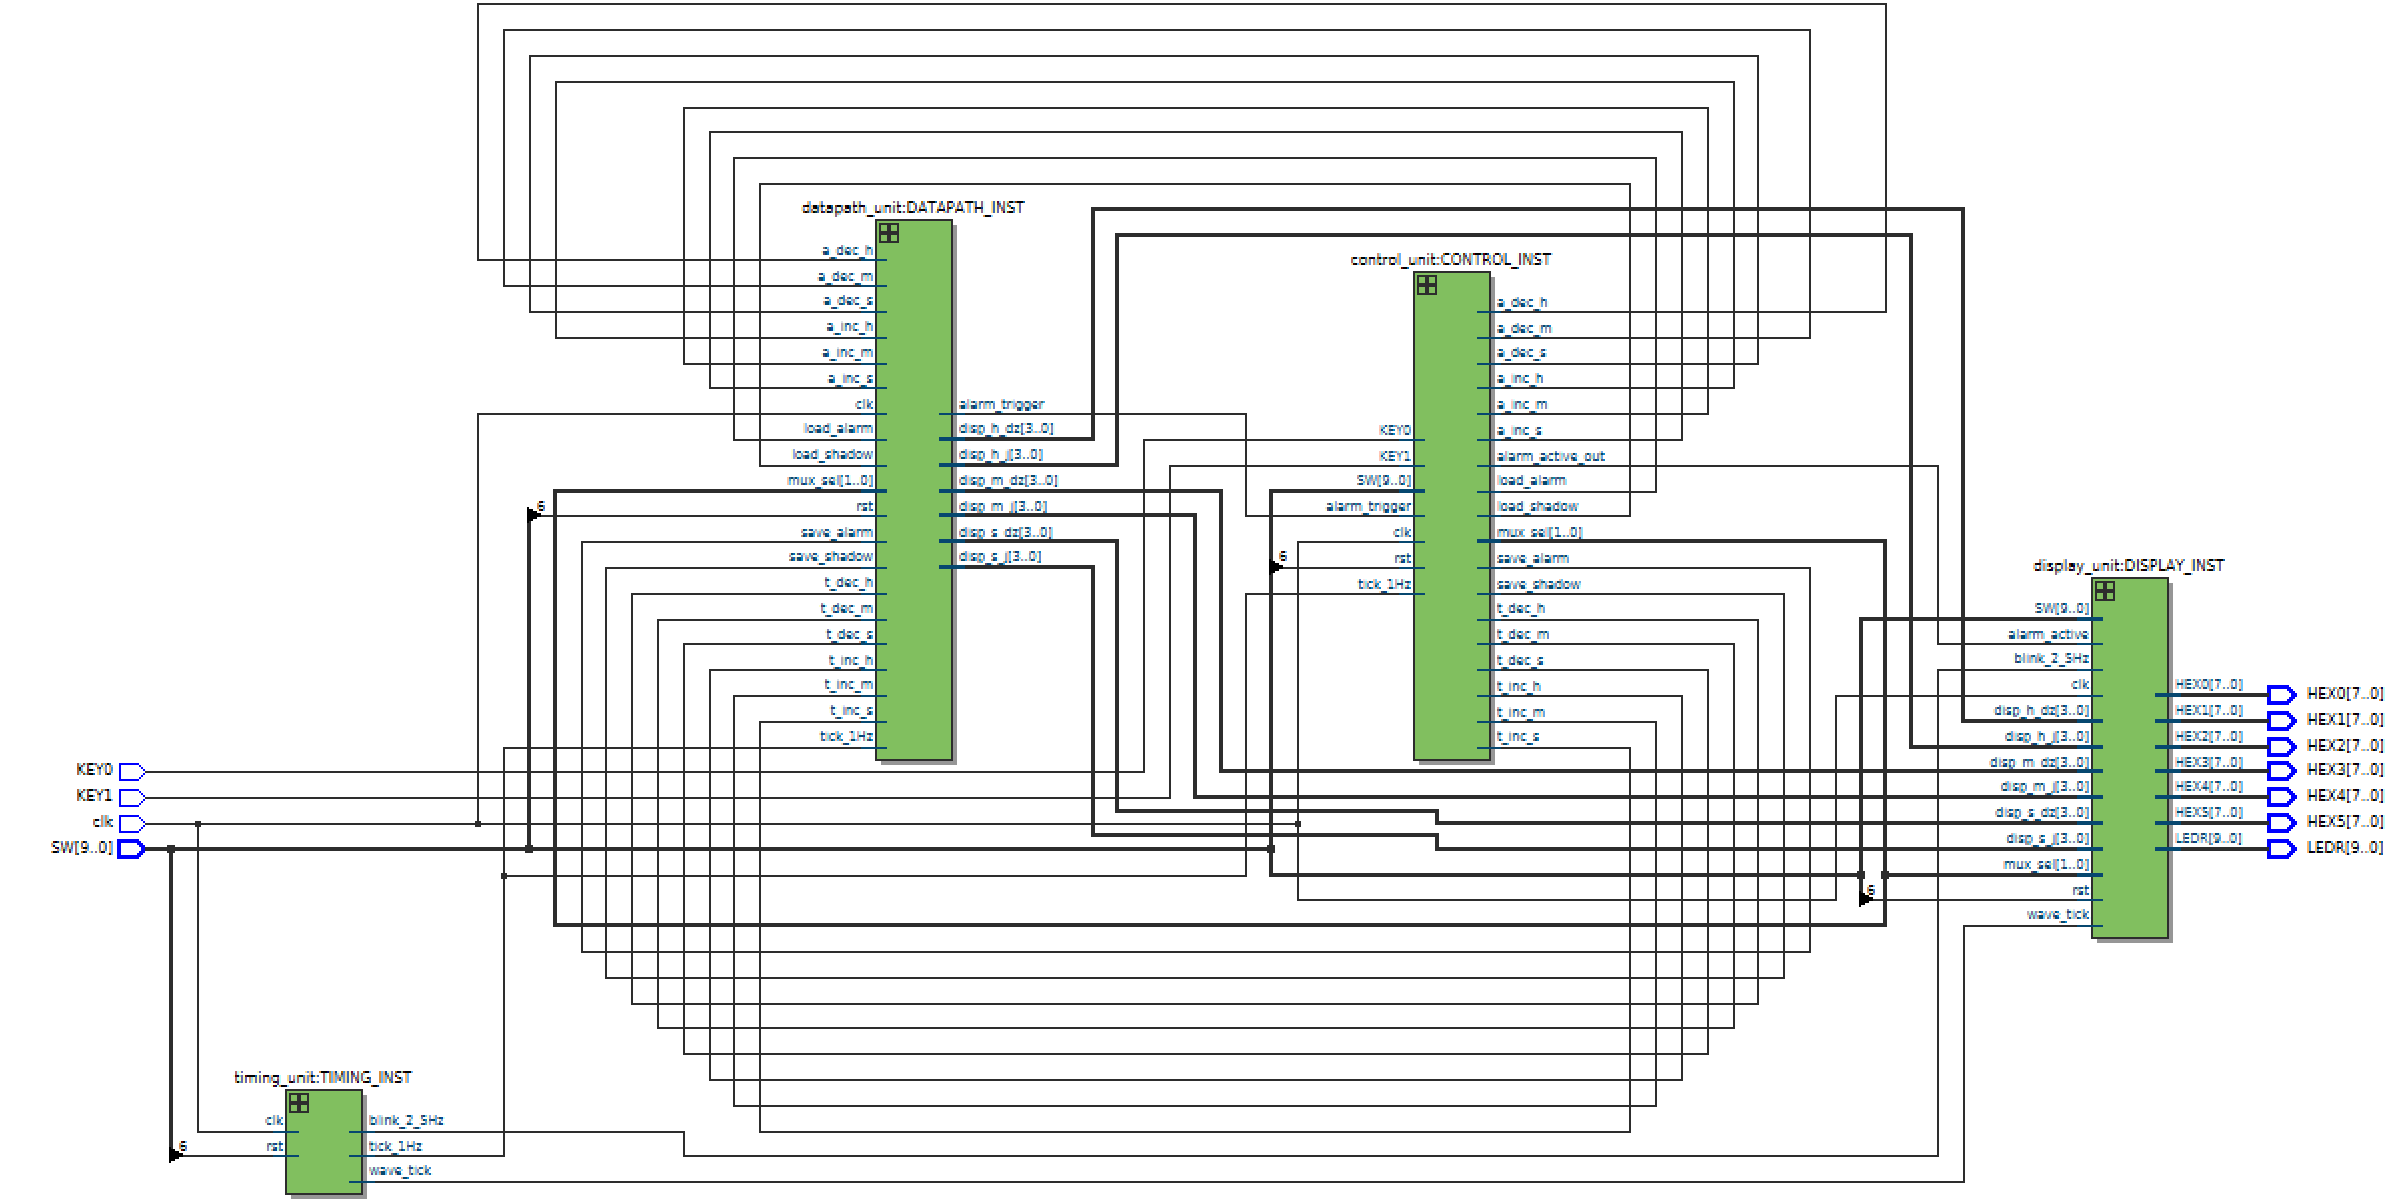 datapath_unit:DATAPATH_INST
a_dec_h
a_dec_m
a_dec_s
a_inc_h
a_inc_m
a_inc_s
clk
load_alarm
load_shadow
mux_sel[1..0]
6
rst
save_alarm
save_shadow
t_dec_h
t_dec_m
t_dec_s
t_inc_h
t_inc_m
t_inc_s
tick_1Hz
alarm_trigger
disp_h_dz[3..0]
disp_h_j[3..0]
disp_m_dz[3..0]
disp_m_j[3..0]
disp_s_dz[3..0]
disp_s_j[3..0]
control_unit:CONTROL_INST
KEY0
KEY1
SW[9..0]
alarm_trigger
clk
6
rst
tick_1Hz
a_dec_h
a_dec_m
a_dec_s
a_inc_h
a_inc_m
a_inc_s
alarm_active_out
load_alarm
load_shadow
mux_sel[1..0]
save_alarm
save_shadow
t_dec_h
t_dec_m
t_dec_s
t_inc_h
t_inc_m
t_inc_s
display_unit:DISPLAY_INST
SW[9..0]
alarm_active
blink_2_5Hz
clk
disp_h_dz[3..0]
disp_h_j[3..0]
disp_m_dz[3..0]
disp_m_j[3..0]
disp_s_dz[3..0]
disp_s_j[3..0]
mux_sel[1..0]
6
rst
wave_tick
HEX0[7..0]
HEX1[7..0]
HEX2[7..0]
HEX3[7..0]
HEX4[7..0]
HEX5[7..0]
LEDR[9..0]
HEX0[7..0]
HEX1[7..0]
HEX2[7..0]
HEX3[7..0]
HEX4[7..0]
HEX5[7..0]
LEDR[9..0]
KEY0
KEY1
clk
SW[9..0]
timing_unit:TIMING_INST
clk
6
rst
blink_2_5Hz
tick_1Hz
wave_tick